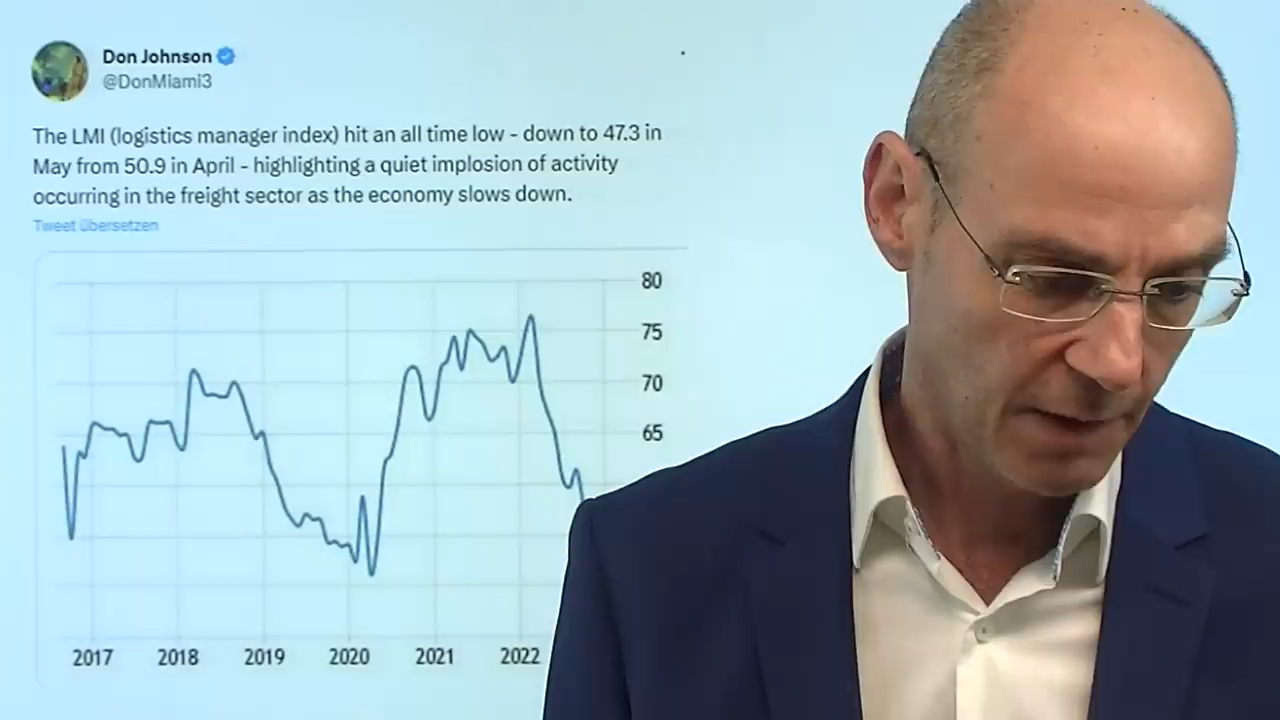 Don Johnson
@DonMiami3
The LMI (logistics manager index) hit an all time low - down to 47.3 in
May from 50.9 in April - highlighting a quiet implosion of activity
occurring in the freight sector as the economy slows down.
Tweet übersetzen
80
75
70
65
2017 2018 2019 2020 2021 2022